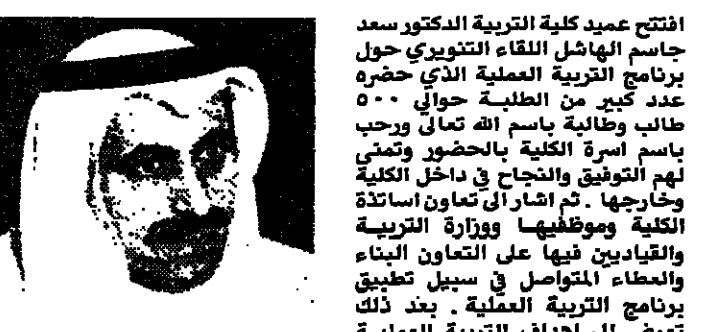 افتتح عميد كلية التربية الدكتور سعد
جاسم الهاشل اللقاء التنويري حول
برنامج التربية العملية الذي حضره
عدد كبير من الطلبة حوالي ٥٠٠
طالب وطالبة باسم الله تعالى ورحب
باسم اسرة الكلية بالحضور وتمنى
لهم التوفيق والنجاح في داخل الكلية
وخارجها . ثم اشار الى تعاون اساتذة
الكلية وموظفيها ووزارة التربية
والقياديين فيها على التعاون البناء
والعطاء المتواصل في سبيل تطبيق
برنامج التربية العملية . بعد ذلك